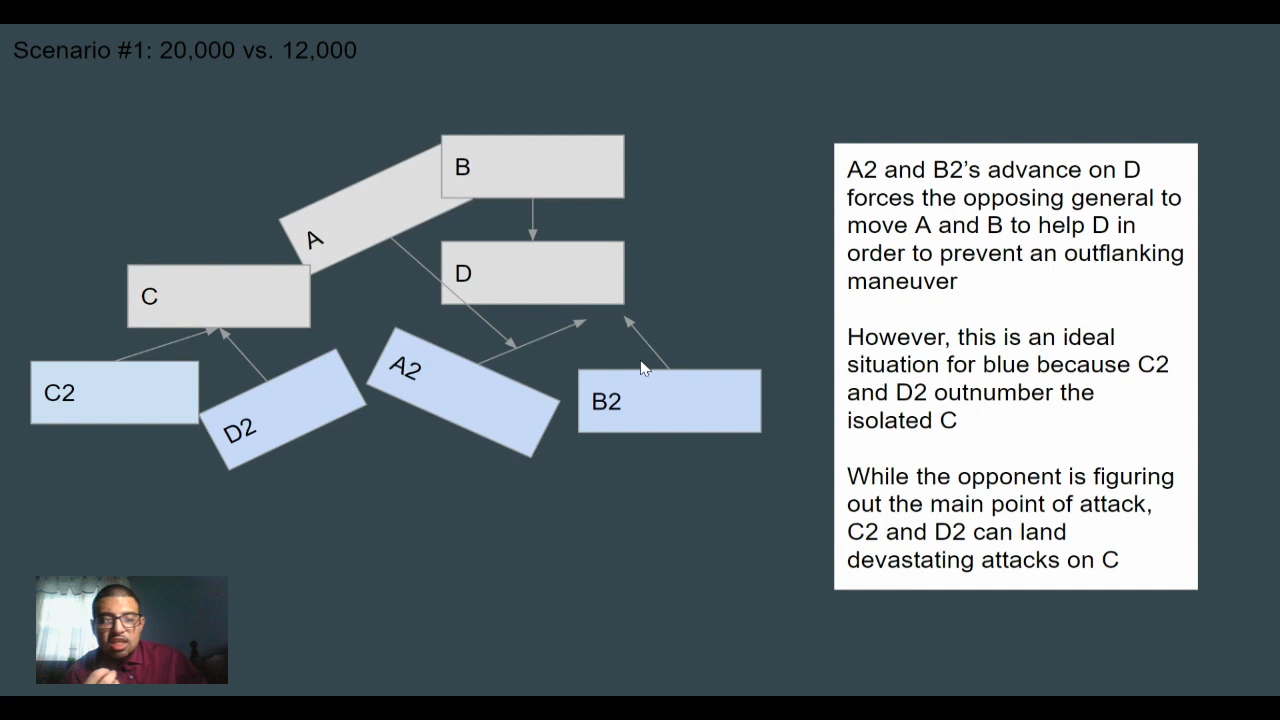 Scenario #1: 20,000 vs. 12,000
B
A
D
C
A2
C2
B2
D2
A2 and B2’s advance on D
forces the opposing general to
move A and B to help D in
order to prevent an outflanking
maneuver
However, this is an ideal
situation for blue because C2
and D2 outnumber the
isolated C
While the opponent is figuring
out the main point of attack,
C2 and D2 can land
devastating attacks on C